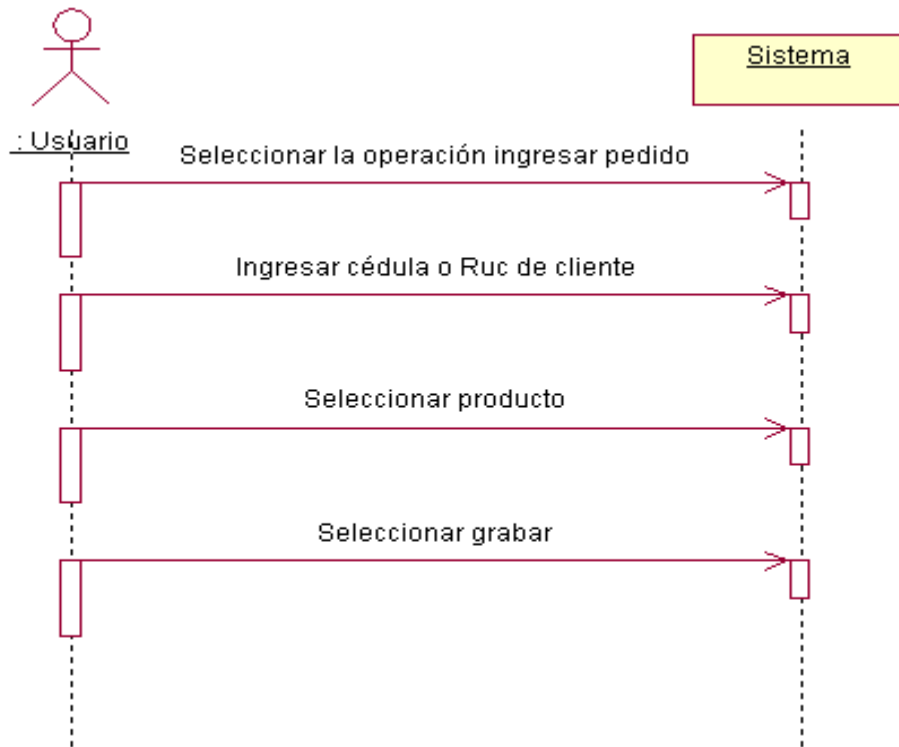 Sistema
: Usuario
Seleccionar la operación ingresar pedido
Ingresar cédula o Ruc de cliente
Seleccionar producto
Seleccionar grabar